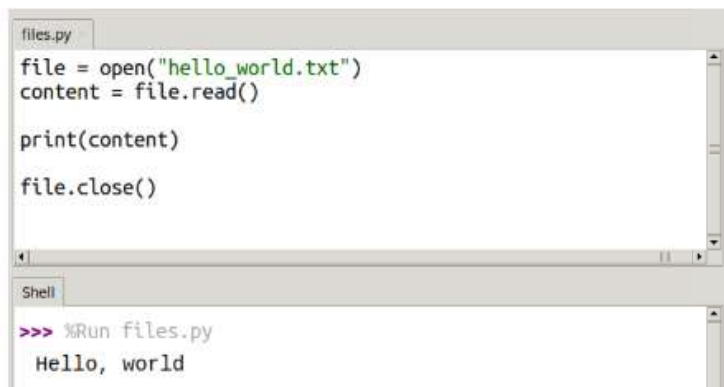 files.py
file = open("hello_world.txt")
content = file.read()
print(content)
file.close()
Shell
>>> %Run files.py
Hello, world